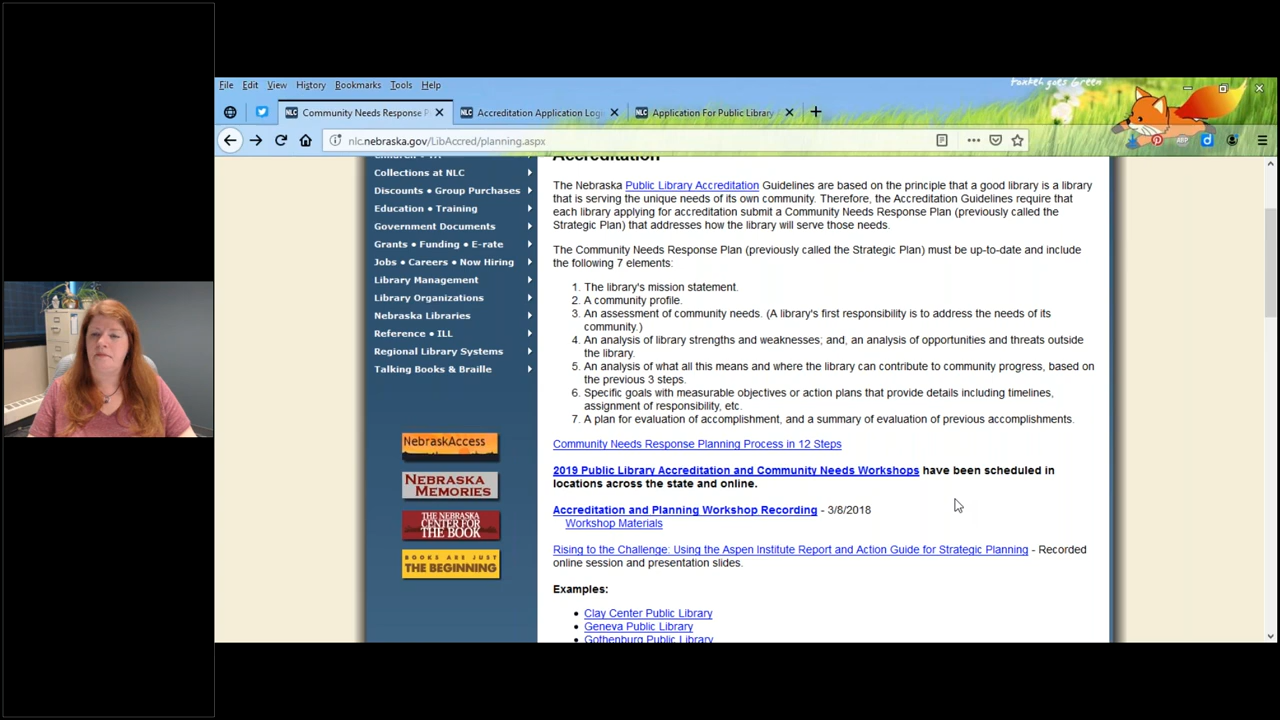 Foxkeh goes Green
File Edit View History Bookmarks Tools Help
NLC Community Needs Response P
NLC Accreditation Application Log
NLC Application For Public Library
nlc.nebraska.gov/LibAccred/planning.aspx
Collections at NLC
Discounts • Group Purchases
Education • Training
Government Documents
Grants • Funding • E-rate
Jobs • Careers • Now Hiring
Library Management
Library Organizations
Nebraska Libraries
Reference • ILL
Regional Library Systems
Talking Books & Braille
NebraskAccess
NEBRASKA
MEMORIES
THE NEBRASKA
CENTER FOR
THE BOOK
BOOKS ARE JUST
THE BEGINNING
Accreditation
The Nebraska Public Library Accreditation Guidelines are based on the principle that a good library is a library
that is serving the unique needs of its own community. Therefore, the Accreditation Guidelines require that
each library applying for accreditation submit a Community Needs Response Plan (previously called the
Strategic Plan) that addresses how the library will serve those needs.
The Community Needs Response Plan (previously called the Strategic Plan) must be up-to-date and include
the following 7 elements:
1. The library's mission statement.
2. A community profile.
3. An assessment of community needs. (A library's first responsibility is to address the needs of its
community.)
4. An analysis of library strengths and weaknesses; and, an analysis of opportunities and threats outside
the library.
5. An analysis of what all this means and where the library can contribute to community progress, based on
the previous 3 steps.
6. Specific goals with measurable objectives or action plans that provide details including timelines,
assignment of responsibility, etc.
7. A plan for evaluation of accomplishment, and a summary of evaluation of previous accomplishments.
Community Needs Response Planning Process in 12 Steps
2019 Public Library Accreditation and Community Needs Workshops have been scheduled in
locations across the state and online.
Accreditation and Planning Workshop Recording - 3/8/2018
Workshop Materials
Rising to the Challenge: Using the Aspen Institute Report and Action Guide for Strategic Planning - Recorded
online session and presentation slides.
Examples:
• Clay Center Public Library
• Geneva Public Library
Gothenburg Public Library